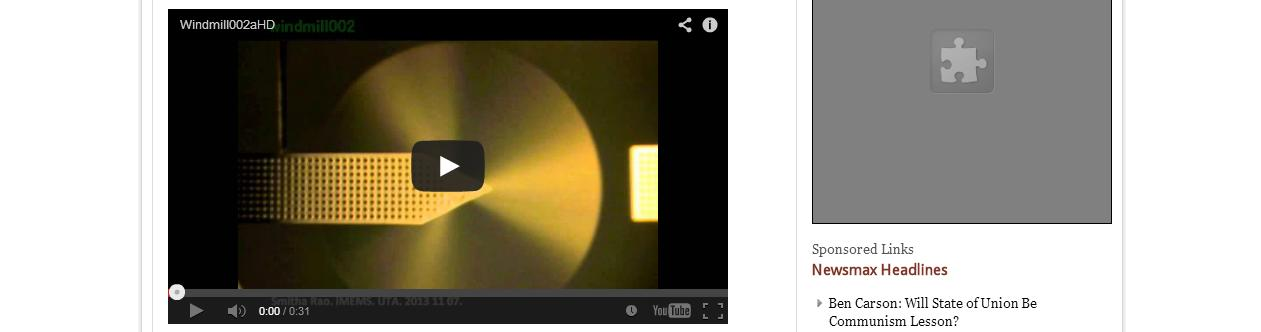 Windmill002aHD
windmill002
Smitha Rao, iMEMS, UTA, 2013 11 07.
0:00 / 0:31
YouTube
Sponsored Links
Newsmax Headlines
Ben Carson: Will State of Union Be
Communism Lesson?